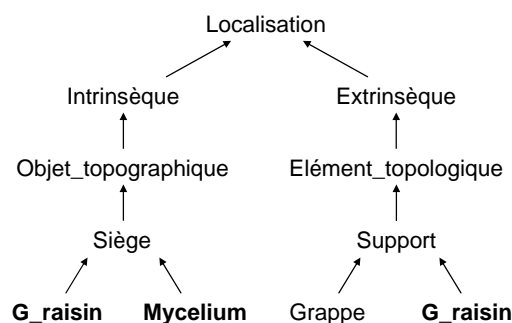 Localisation
Intrinsèque Extrinsèque
Objet_topographique Elément_topologique
Siège Support
G_raisin Mycelium Grappe G_raisin